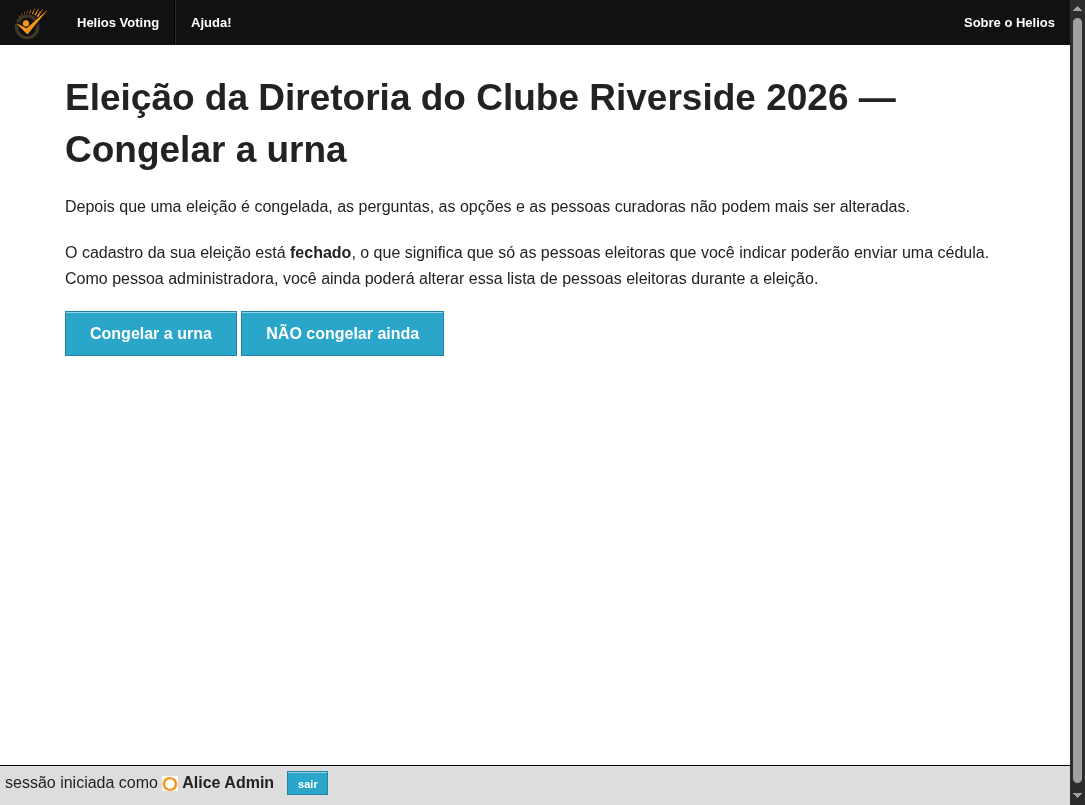 Helios Voting
Ajuda!
Sobre o Helios
Eleição da Diretoria do Clube Riverside 2026 —
Congelar a urna
Depois que uma eleição é congelada, as perguntas, as opções e as pessoas curadoras não podem mais ser alteradas.
O cadastro da sua eleição está fechado, o que significa que só as pessoas eleitoras que você indicar poderão enviar uma cédula.
Como pessoa administradora, você ainda poderá alterar essa lista de pessoas eleitoras durante a eleição.
Congelar a urna
NÃO congelar ainda
sessão iniciada como Alice Admin
sair